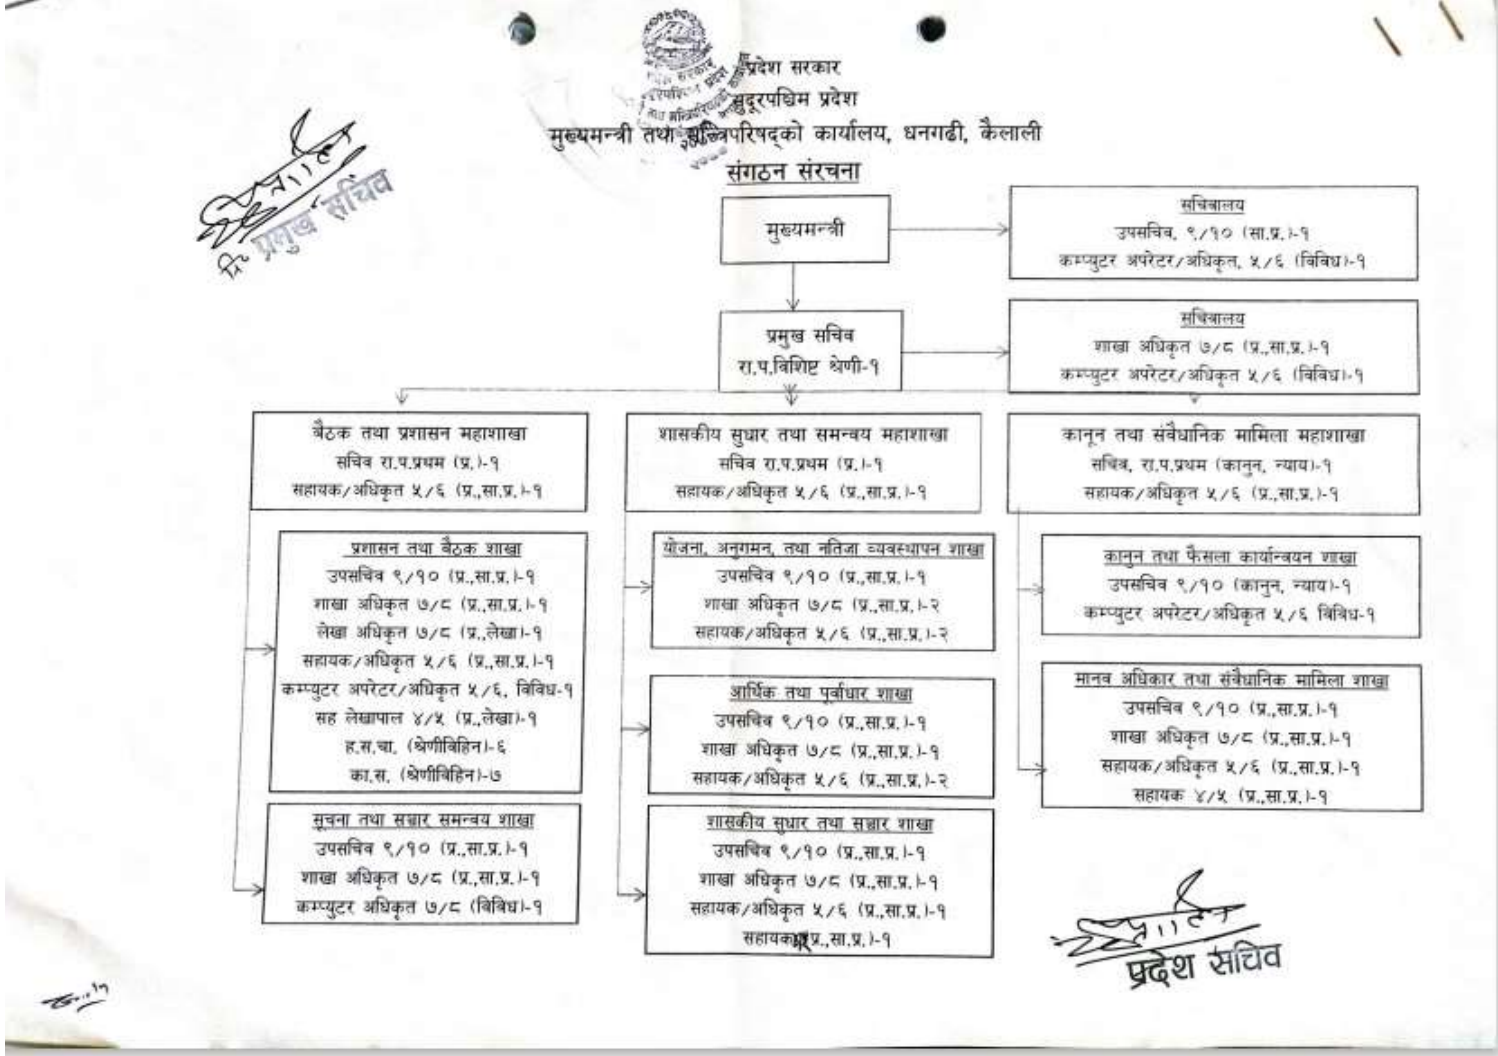 प्रदेश सरकार
सुदूरपश्चिम प्रदेश
मुख्यमन्त्री तथा मन्त्रिपरिषद्को कार्यालय, धनगढी, कैलाली
संगठन संरचना
प्रमुख सचिव
मुख्यमन्त्री
सचिवालय
उपसचिव, ९/१० (सा.प्र.)-१
कम्प्युटर अपरेटर/अधिकृत, ५/६ (विविध)-१
प्रमुख सचिव
रा.प.विशिष्ट श्रेणी-१
सचिवालय
शाखा अधिकृत ७/८ (प्र.,सा.प्र.)-१
कम्प्युटर अपरेटर/अधिकृत ५/६ (विविध)-१
बैठक तथा प्रशासन महाशाखा
सचिव रा.प.प्रथम (प्र.)-१
सहायक/अधिकृत ५/६ (प्र.,सा.प्र.)-१
शासकीय सुधार तथा समन्वय महाशाखा
सचिव रा.प.प्रथम (प्र.)-१
सहायक/अधिकृत ५/६ (प्र.,सा.प्र.)-१
कानून तथा संवैधानिक मामिला महाशाखा
सचिव, रा.प.प्रथम (कानुन, न्याय)-१
सहायक/अधिकृत ५/६ (प्र.,सा.प्र.)-१
प्रशासन तथा बैठक शाखा
उपसचिव ९/१० (प्र.,सा.प्र.)-१
शाखा अधिकृत ७/८ (प्र.,सा.प्र.)-१
लेखा अधिकृत ७/८ (प्र.,लेखा)-१
सहायक/अधिकृत ५/६ (प्र.,सा.प्र.)-१
कम्प्युटर अपरेटर/अधिकृत ५/६, विविध-१
सह लेखापाल ४/५ (प्र.,लेखा)-१
ह.स.चा. (श्रेणीविहिन)-६
का.स. (श्रेणीविहिन)-७
सूचना तथा सञ्चार समन्वय शाखा
उपसचिव ९/१० (प्र.,सा.प्र.)-१
शाखा अधिकृत ७/८ (प्र.,सा.प्र.)-१
कम्प्युटर अधिकृत ७/८ (विविध)-१
योजना, अनुगमन, तथा नतिजा व्यवस्थापन शाखा
उपसचिव ९/१० (प्र.,सा.प्र.)-१
शाखा अधिकृत ७/८ (प्र.,सा.प्र.)-२
सहायक/अधिकृत ५/६ (प्र.,सा.प्र.)-२
आर्थिक तथा पूर्वाधार शाखा
उपसचिव ९/१० (प्र.,सा.प्र.)-१
शाखा अधिकृत ७/८ (प्र.,सा.प्र.)-१
सहायक/अधिकृत ५/६ (प्र.,सा.प्र.)-२
शासकीय सुधार तथा सञ्चार शाखा
उपसचिव ९/१० (प्र.,सा.प्र.)-१
शाखा अधिकृत ७/८ (प्र.,सा.प्र.)-१
सहायक/अधिकृत ५/६ (प्र.,सा.प्र.)-१
सहायक प्र.,सा.प्र.)-१
कानुन तथा फैसला कार्यान्वयन शाखा
उपसचिव ९/१० (कानुन, न्याय)-१
कम्प्युटर अपरेटर/अधिकृत ५/६ विविध-१
मानव अधिकार तथा संवैधानिक मामिला शाखा
उपसचिव ९/१० (प्र.,सा.प्र.)-१
शाखा अधिकृत ७/८ (प्र.,सा.प्र.)-१
सहायक/अधिकृत ५/६ (प्र.,सा.प्र.)-१
सहायक ४/५ (प्र.,सा.प्र.)-१
प्रदेश सचिव